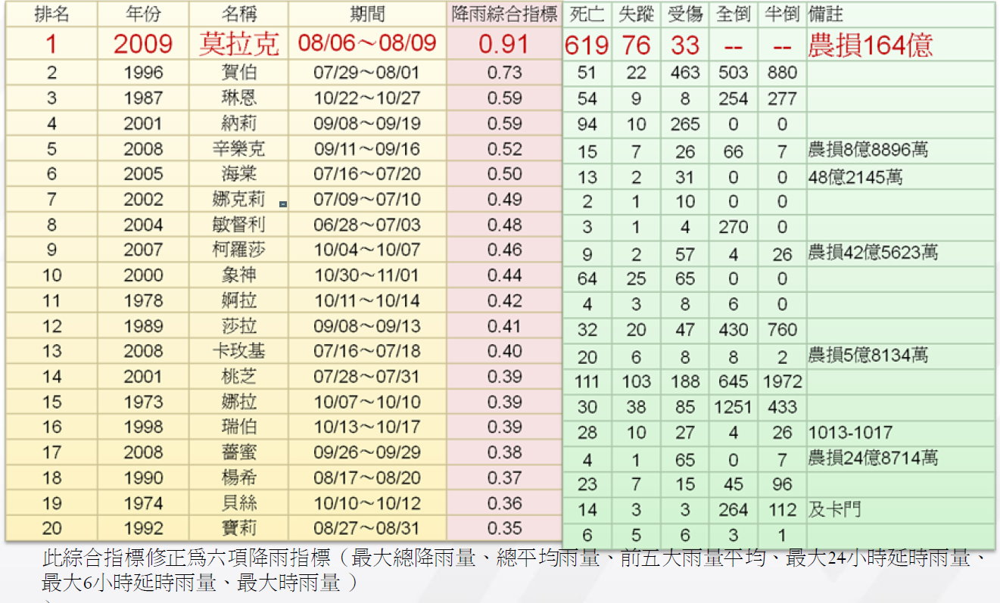 排名 年份 名稱 期間 降雨綜合指標 死亡 失蹤 受傷 全倒 半倒 備註
1 2009 莫拉克 08/06～08/09 0.91 619 76 33 -- -- 農損164億
2 1996 賀伯 07/29～08/01 0.73 51 22 463 503 880
3 1987 琳恩 10/22～10/27 0.59 54 9 8 254 277
4 2001 納莉 09/08～09/19 0.59 94 10 265 0 0
5 2008 辛樂克 09/11～09/16 0.52 15 7 26 66 7 農損8億8896萬
6 2005 海棠 07/16～07/20 0.50 13 2 31 0 0 48億2145萬
7 2002 娜克莉 07/09～07/10 0.49 2 1 10 0 0
8 2004 敏督利 06/28～07/03 0.48 3 1 4 270 0
9 2007 柯羅莎 10/04～10/07 0.46 9 2 57 4 26 農損42億5623萬
10 2000 象神 10/30～11/01 0.44 64 25 65 0 0
11 1978 婀拉 10/11～10/14 0.42 4 3 8 6 0
12 1989 莎拉 09/08～09/13 0.41 32 20 47 430 760
13 2008 卡玫基 07/16～07/18 0.40 20 6 8 8 2 農損5億8134萬
14 2001 桃芝 07/28～07/31 0.39 111 103 188 645 1972
15 1973 娜拉 10/07～10/10 0.39 30 38 85 1251 433
16 1998 瑞伯 10/13～10/17 0.39 28 10 27 4 26 1013-1017
17 2008 薔蜜 09/26～09/29 0.38 4 1 65 0 7 農損24億8714萬
18 1990 楊希 08/17～08/20 0.37 23 7 15 45 96
19 1974 貝絲 10/10～10/12 0.36 14 3 3 264 112 及卡門
20 1992 寶莉 08/27～08/31 0.35 6 5 6 3 1
此綜合指標修正爲六項降雨指標（最大總降雨量、總平均雨量、前五大雨量平均、最大24小時延時雨量、
最大6小時延時雨量、最大時雨量 ）